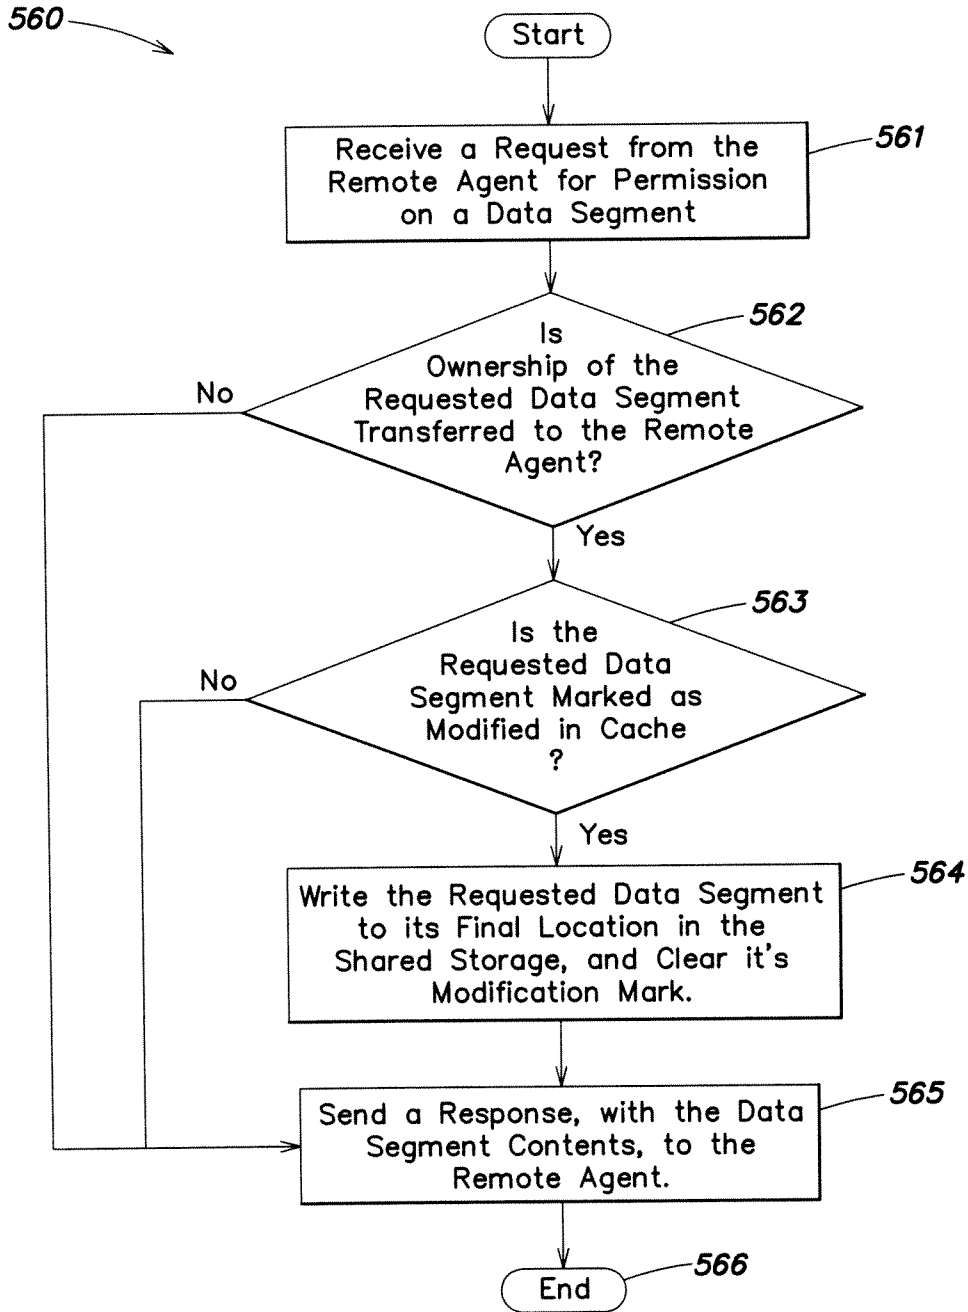 560
Start
561
Receive a Request from the
Remote Agent for Permission
on a Data Segment
562
Is
Ownership of the
Requested Data Segment
Transferred to the Remote
Agent?
No
Yes
563
Is the
Requested Data
Segment Marked as
Modified in Cache
?
No
Yes
564
Write the Requested Data Segment
to its Final Location in the
Shared Storage, and Clear it's
Modification Mark.
565
Send a Response, with the Data
Segment Contents, to the
Remote Agent.
566
End